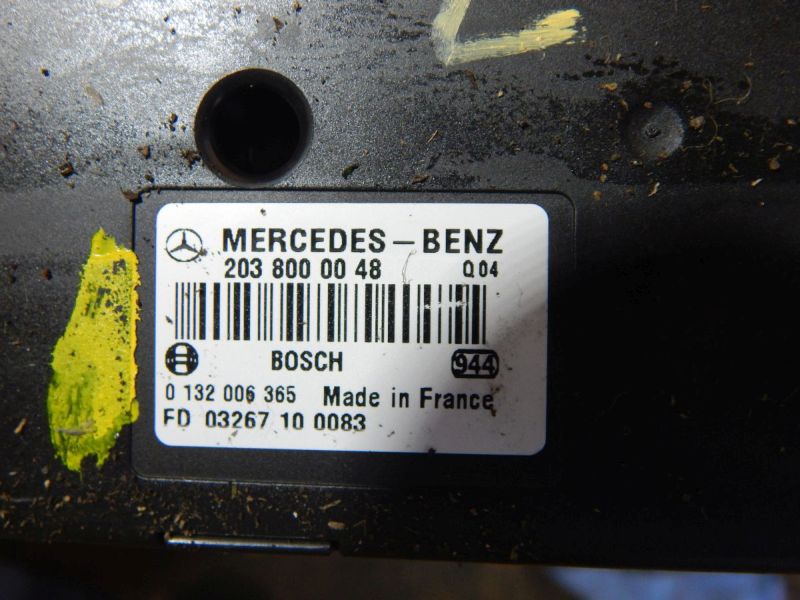 MERCEDES-BENZ
203 800 00 48 Q04
BOSCH 944
0 132 006 365 Made in France
FD 03267 10 0083